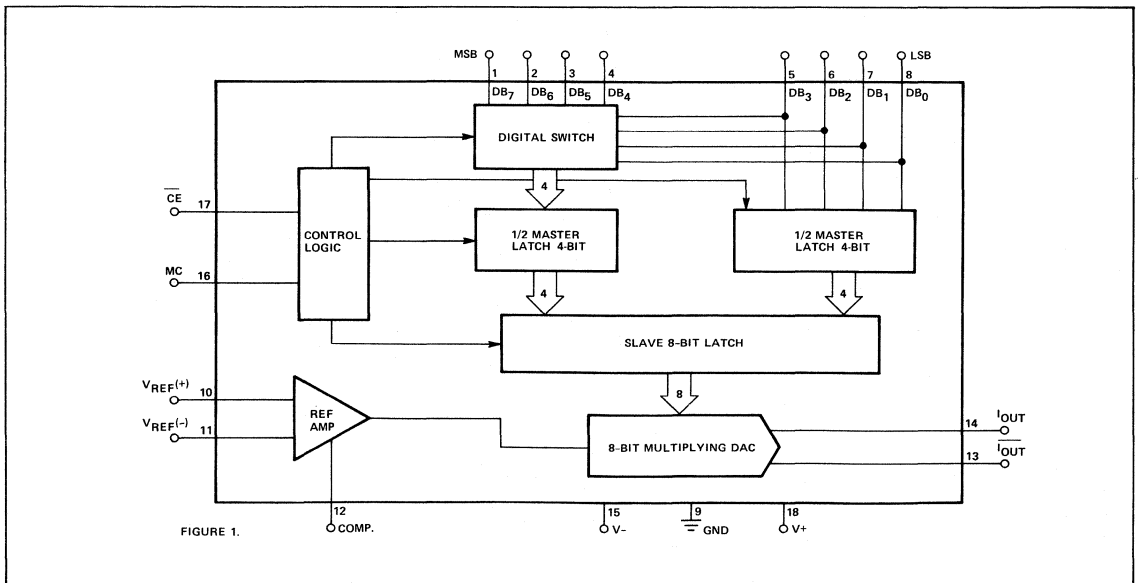 MSB
LSB
1 2 3 4 5 6 7 8
DB7 DB6 DB5 DB4 DB3 DB2 DB1 DB0
DIGITAL SWITCH
4
CE
17
CONTROL
LOGIC
1/2 MASTER
LATCH 4-BIT
1/2 MASTER
LATCH 4-BIT
MC
16
4
4
SLAVE 8-BIT LATCH
VREF(+)
10
8
REF
AMP
VREF(-)
11
8-BIT MULTIPLYING DAC
14
IOUT
13
IOUT
12
COMP.
15
V-
9
GND
18
V+
FIGURE 1.